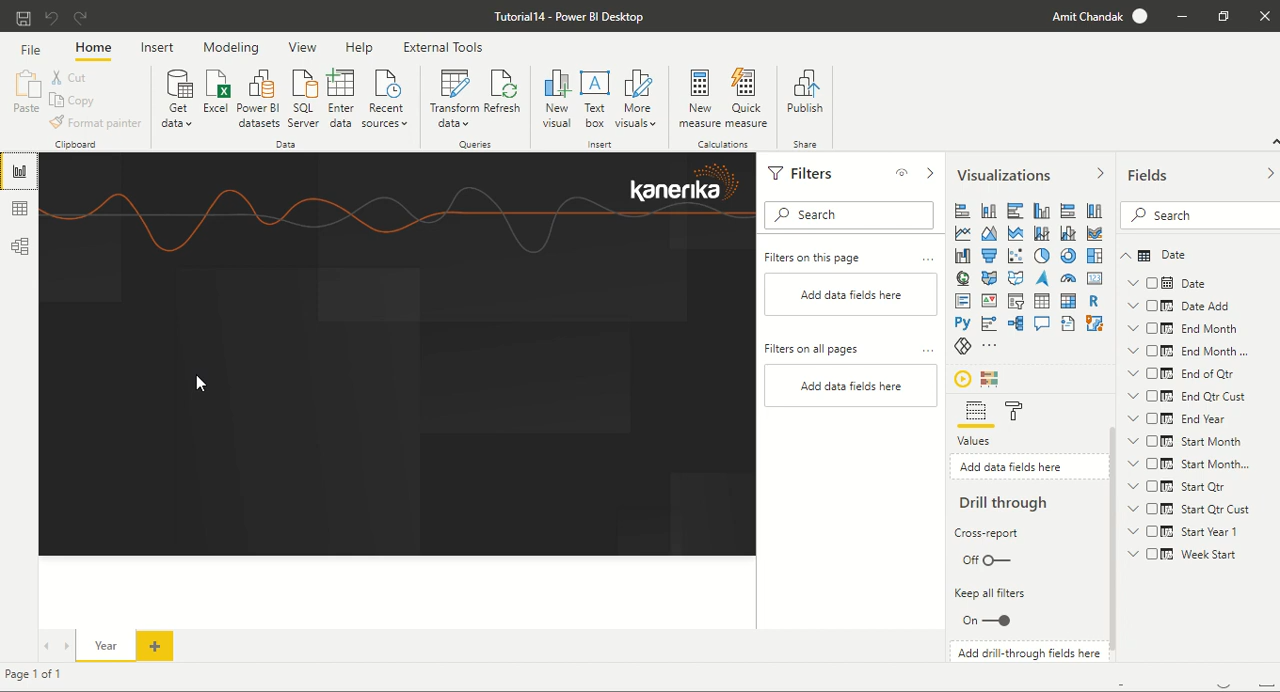 Tutorial14 - Power BI Desktop
Amit Chandak
File Home Insert Modeling View Help External Tools
Paste
Cut
Copy
Format painter
Clipboard
Get data
Excel
Power BI datasets
SQL Server
Enter data
Recent sources
Data
Transform data
Refresh
Queries
New visual
Text box
More visuals
Insert
New measure
Quick measure
Calculations
Publish
Share
kanerika
Filters
Search
Filters on this page ...
Add data fields here
Filters on all pages ...
Add data fields here
Visualizations
123
R
Py
...
Values
Add data fields here
Drill through
Cross-report
Off
Keep all filters
On
Add drill-through fields here
Fields
Search
Date
Date
Date Add
End Month
End Month ...
End of Qtr
End Qtr Cust
End Year
Start Month
Start Month...
Start Qtr
Start Qtr Cust
Start Year 1
Week Start
Year
Page 1 of 1